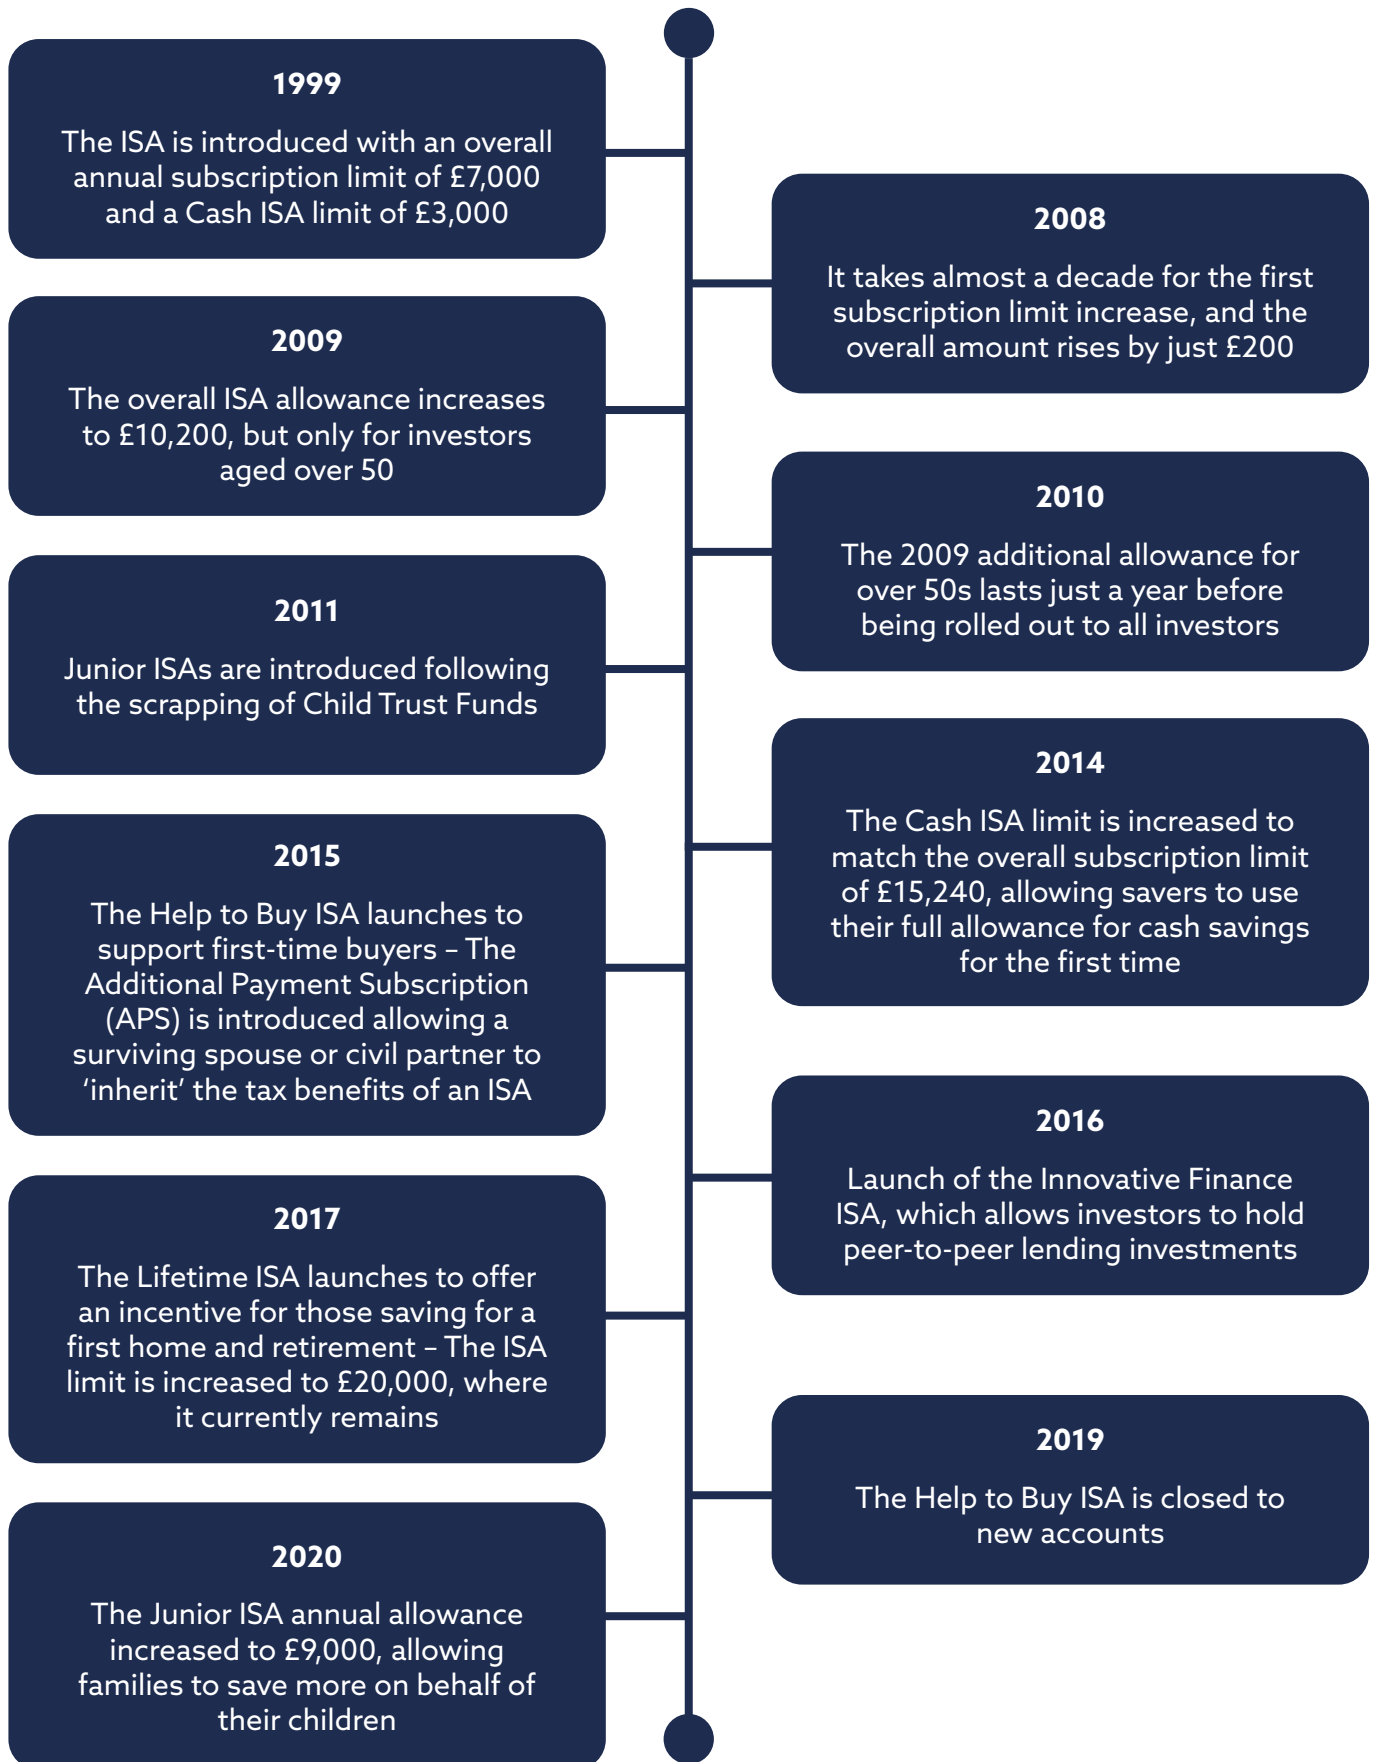 1999
The ISA is introduced with an overall
annual subscription limit of £7,000
and a Cash ISA limit of £3,000
2008
It takes almost a decade for the first
subscription limit increase, and the
overall amount rises by just £200
2009
The overall ISA allowance increases
to £10,200, but only for investors
aged over 50
2010
The 2009 additional allowance for
over 50s lasts just a year before
being rolled out to all investors
2011
Junior ISAs are introduced following
the scrapping of Child Trust Funds
2014
The Cash ISA limit is increased to
match the overall subscription limit
of £15,240, allowing savers to use
their full allowance for cash savings
for the first time
2015
The Help to Buy ISA launches to
support first-time buyers – The
Additional Payment Subscription
(APS) is introduced allowing a
surviving spouse or civil partner to
‘inherit’ the tax benefits of an ISA
2016
Launch of the Innovative Finance
ISA, which allows investors to hold
peer-to-peer lending investments
2017
The Lifetime ISA launches to offer
an incentive for those saving for a
first home and retirement – The ISA
limit is increased to £20,000, where
it currently remains
2019
The Help to Buy ISA is closed to
new accounts
2020
The Junior ISA annual allowance
increased to £9,000, allowing
families to save more on behalf of
their children